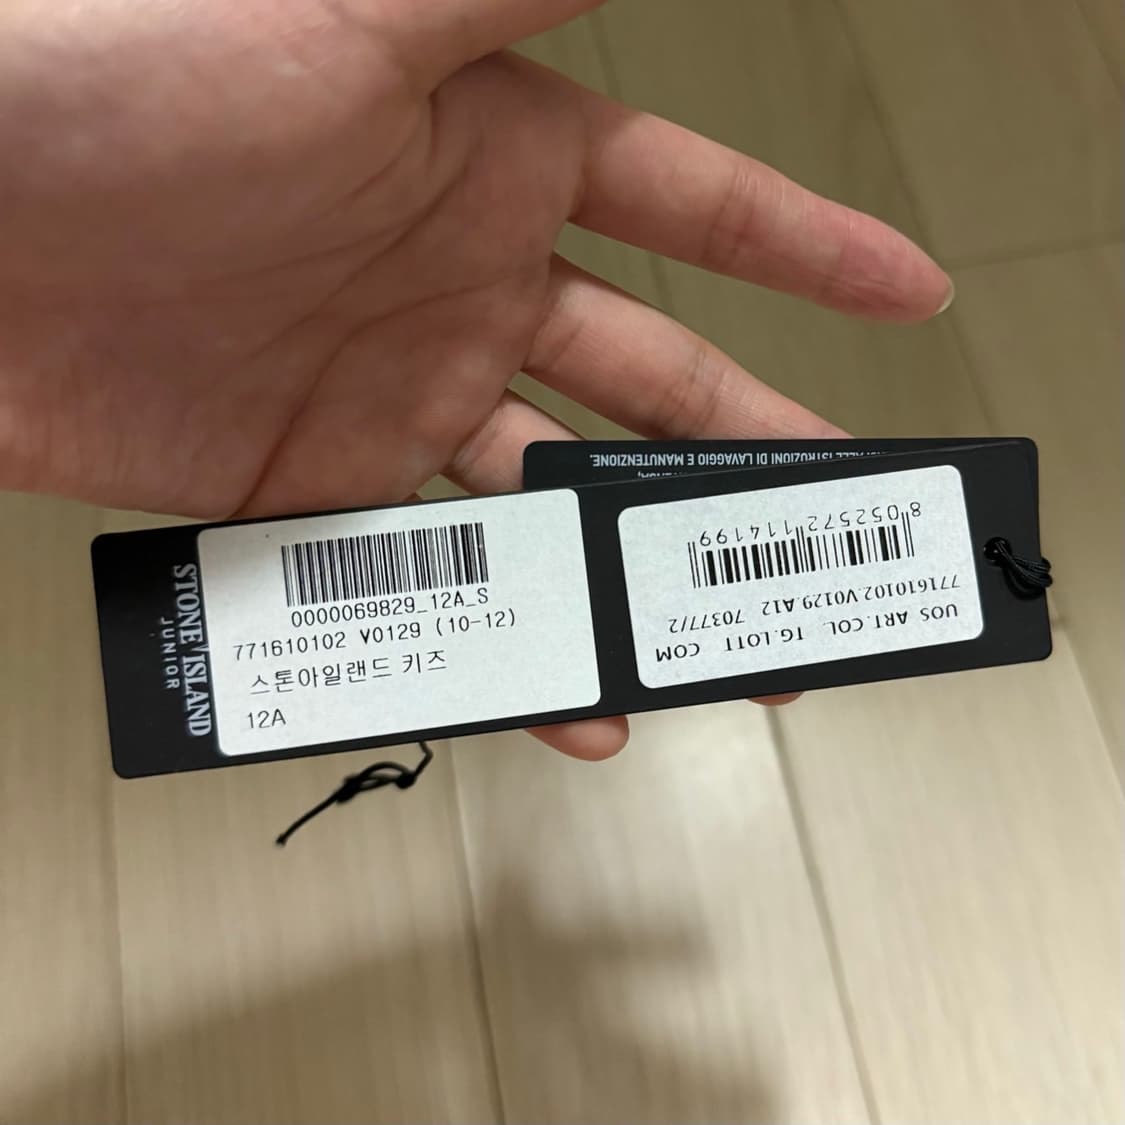 STONE ISLAND
JUNIOR
0000069829_12A_S
771610102 V0129 (10-12)
스톤아일랜드 키즈
12A
UOS ART.COL. TG.LOTT COM
771610102.V0129.A12 70377/2
8 052572 114199
ISTRUZIONI DI LAVAGGIO E MANUTENZIONE.